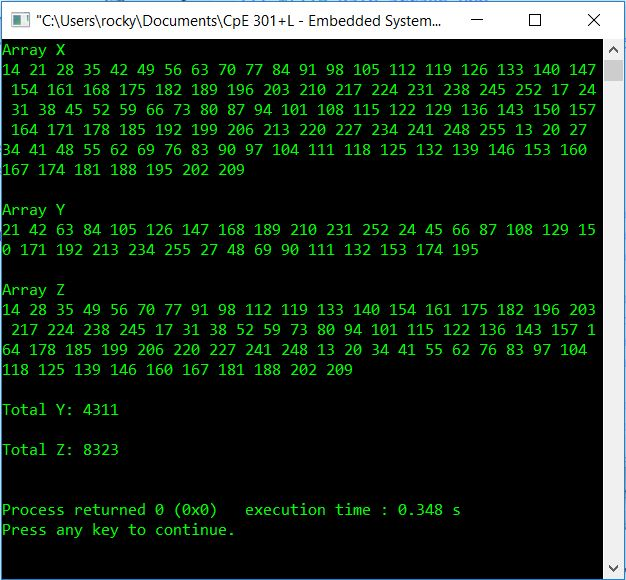 "C:\Users\rocky\Documents\CpE 301+L - Embedded System...
Array X
14 21 28 35 42 49 56 63 70 77 84 91 98 105 112 119 126 133 140 147
 154 161 168 175 182 189 196 203 210 217 224 231 238 245 252 17 24
 31 38 45 52 59 66 73 80 87 94 101 108 115 122 129 136 143 150 157
 164 171 178 185 192 199 206 213 220 227 234 241 248 255 13 20 27
34 41 48 55 62 69 76 83 90 97 104 111 118 125 132 139 146 153 160
167 174 181 188 195 202 209
Array Y
21 42 63 84 105 126 147 168 189 210 231 252 24 45 66 87 108 129 15
0 171 192 213 234 255 27 48 69 90 111 132 153 174 195
Array Z
14 28 35 49 56 70 77 91 98 112 119 133 140 154 161 175 182 196 203
 217 224 238 245 17 31 38 52 59 73 80 94 101 115 122 136 143 157 1
64 178 185 199 206 220 227 241 248 13 20 34 41 55 62 76 83 97 104
118 125 139 146 160 167 181 188 202 209
Total Y: 4311
Total Z: 8323
Process returned 0 (0x0)   execution time : 0.348 s
Press any key to continue.